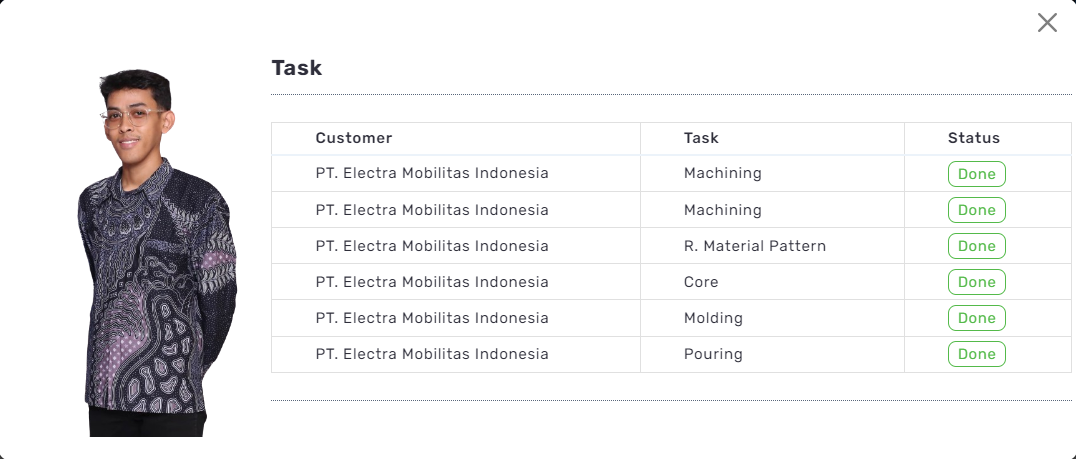 Task
Customer Task Status
PT. Electra Mobilitas Indonesia Machining Done
PT. Electra Mobilitas Indonesia Machining Done
PT. Electra Mobilitas Indonesia R. Material Pattern Done
PT. Electra Mobilitas Indonesia Core Done
PT. Electra Mobilitas Indonesia Molding Done
PT. Electra Mobilitas Indonesia Pouring Done